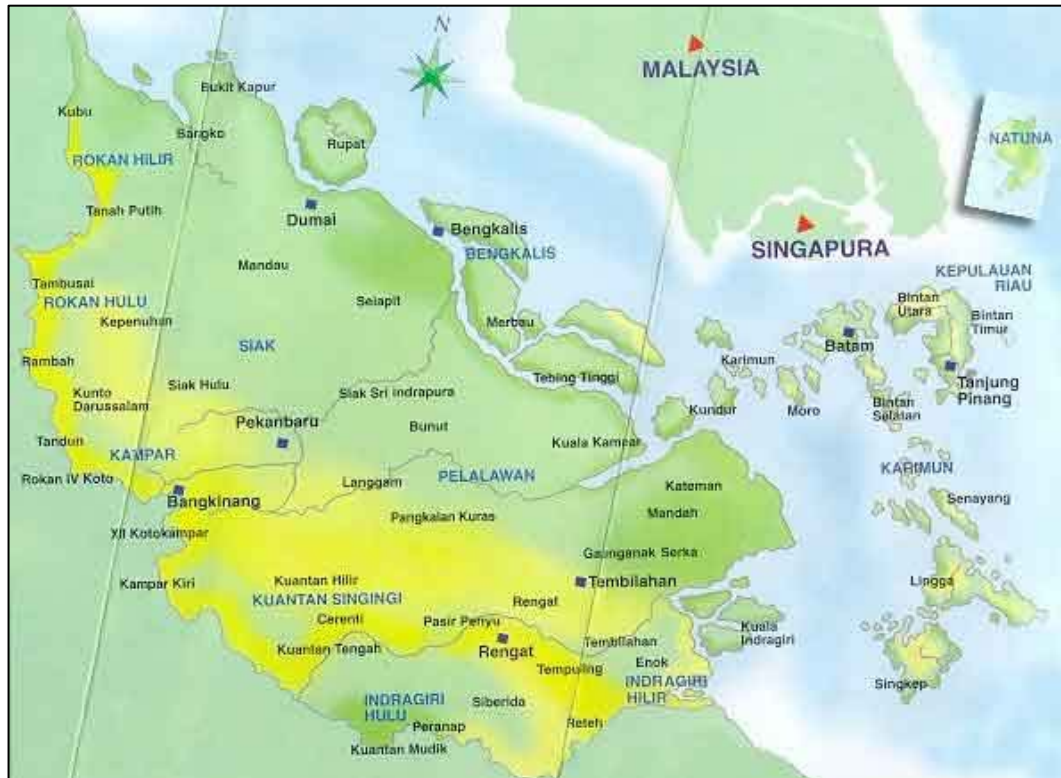 N
MALAYSIA
Bukit Kapur
Kubu
Bangko
Rupat
NATUNA
ROKAN HILIR
Tanah Putih
Dumai
Bengkalis
BENGKALIS
SINGAPURA
KEPULAUAN
RIAU
Mandau
Tambusai
ROKAN HULU
Selapit
Bintan
Utara
Bintan
Timur
Kepenuhan
Merbau
SIAK
Batam
Rambah
Karimun
Siak Hulu
Tebing Tinggi
Tanjung
Pinang
Kunto
Darussalam
Siak Sri indrapura
Kundur
Moro
Bintan
Selatan
Pekanbaru
Bunut
Tandun
Kuala Kampar
KAMPAR
Rokan IV Koto
Langgam
PELALAWAN
KARIMUN
Bangkinang
Kateman
Senayang
Pangkalan Kuras
Mandah
XII Kotokampar
Gaunganak Serka
Kampar Kiri
Kuantan Hilir
Tembilahan
Lingga
KUANTAN SINGINGI
Rengat
Cerenti
Pasir Penyu
Kuala
Indragiri
Kuantan Tengah
Rengat
Tembilahan
Tempuling
Enok
INDRAGIRI
HILIR
Singkep
INDRAGIRI
HULU
Siberida
Peranap
Reteh
Kuantan Mudik